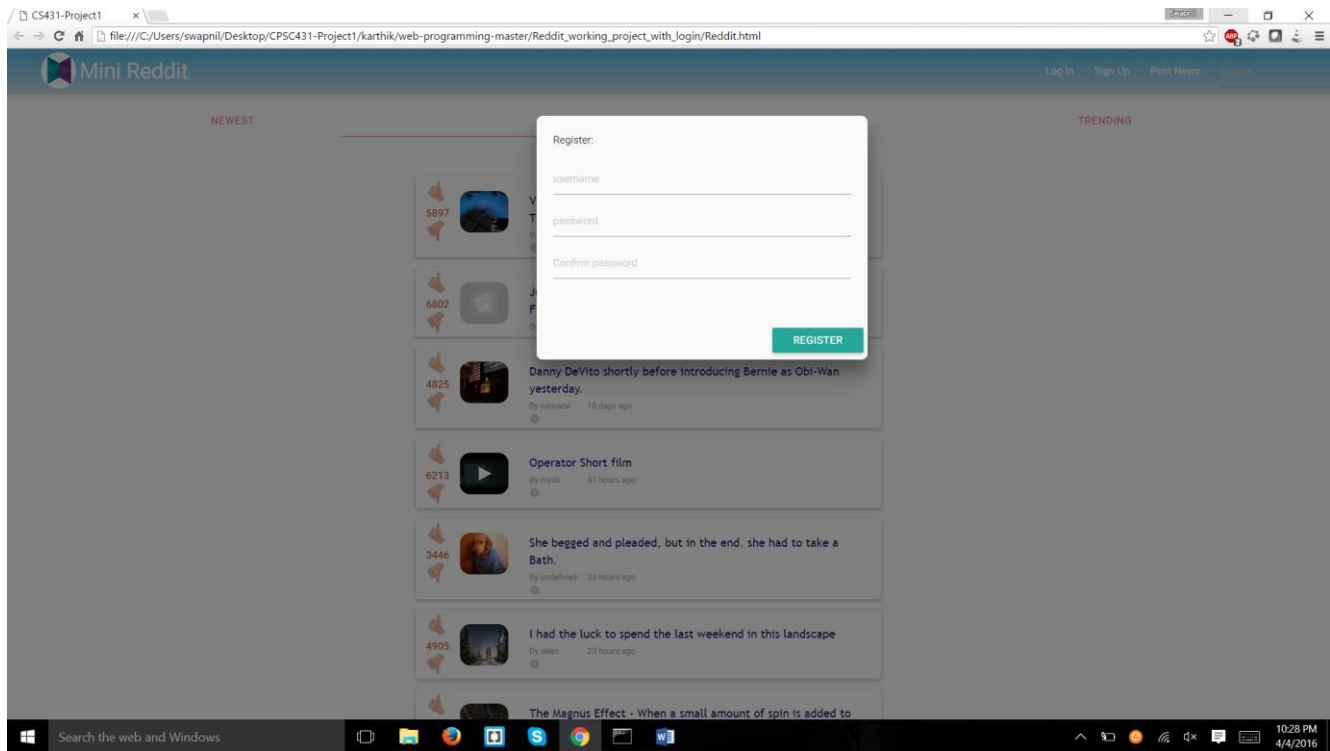 CS431-Project1
Swapnil
file:///C:/Users/swapnil/Desktop/CPSC431-Project1/karthik/web-programming-master/Reddit_working_project_with_login/Reddit.html
ABP 2
Mini Reddit
Log In Sign Up Post News Search
NEWEST
TRENDING
Register:
username
password
Confirm password
REGISTER
5897
V
T
6802
J
F
4825
Danny DeVito shortly before introducing Bernie as Obi-Wan
yesterday.
By sumana 10 days ago
6213
Operator Short film
By niyati 41 hours ago
3446
She begged and pleaded, but in the end. she had to take a
Bath.
By undefined 23 hours ago
4905
I had the luck to spend the last weekend in this landscape
By dean 23 hours ago
The Magnus Effect - When a small amount of spin is added to
Search the web and Windows
10:28 PM
4/4/2016